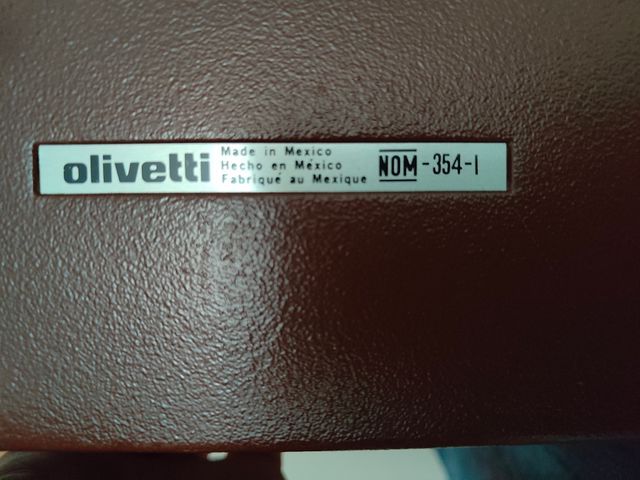 olivetti
Made in Mexico
Hecho en México
Fabriqué au Mexique
NOM-354-I